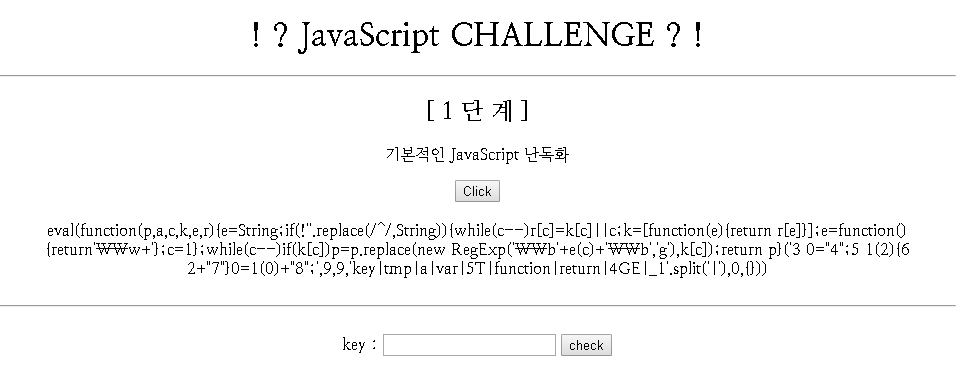 ! ? JavaScript CHALLENGE ? !
[ 1 단 계 ]
기본적인 JavaScript 난독화
Click
eval(function(p,a,c,k,e,r){e=String;if(!''.replace(/^/,String)){while(c--)r[c]=k[c]||c;k=[function(e){return r[e]}];e=function()
{return'₩₩w+'};c=1};while(c--)if(k[c])p=p.replace(new RegExp('₩₩b'+e(c)+'₩₩b','g'),k[c]);return p}('3 0="4";5 1(2){6
2+"7"}0=1(0)+"8";',9,9,'key|tmp|a|var|5T|function|return|4GE|_1'.split('|'),0,{}))
key :
check